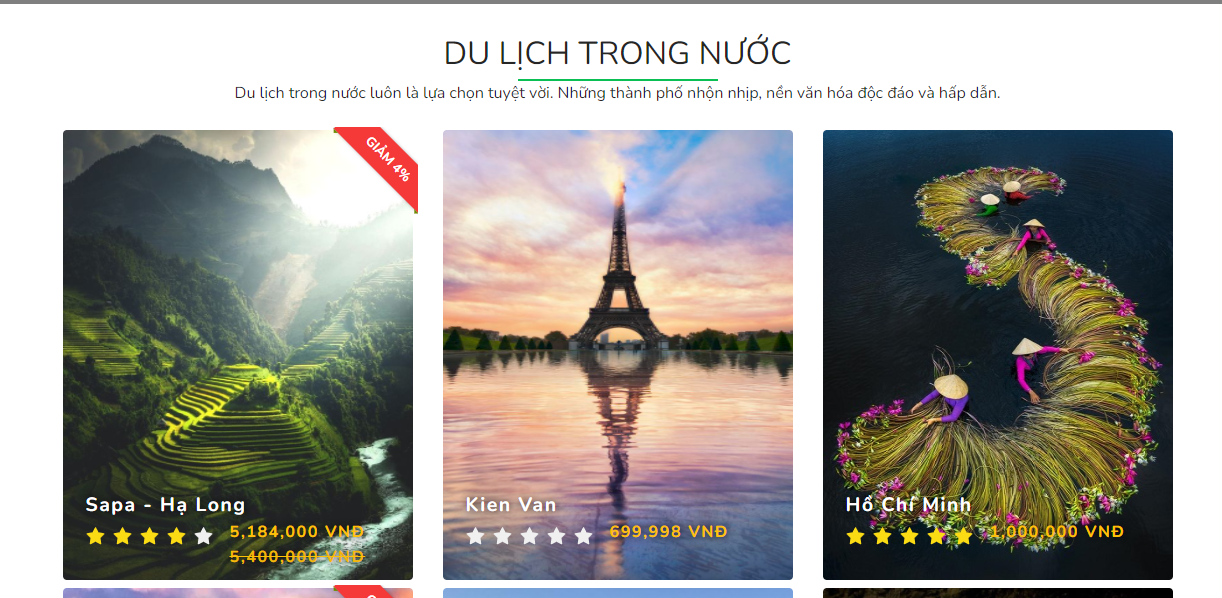 DU LỊCH TRONG NƯỚC
Du lịch trong nước luôn là lựa chọn tuyệt vời. Những thành phố nhộn nhịp, nền văn hóa độc đáo và hấp dẫn.
GIẢM 4%
Sapa - Hạ Long
5,184,000 VNĐ
5,400,000 VNĐ
Kien Van
699,998 VNĐ
Hồ Chí Minh
1,000,000 VNĐ